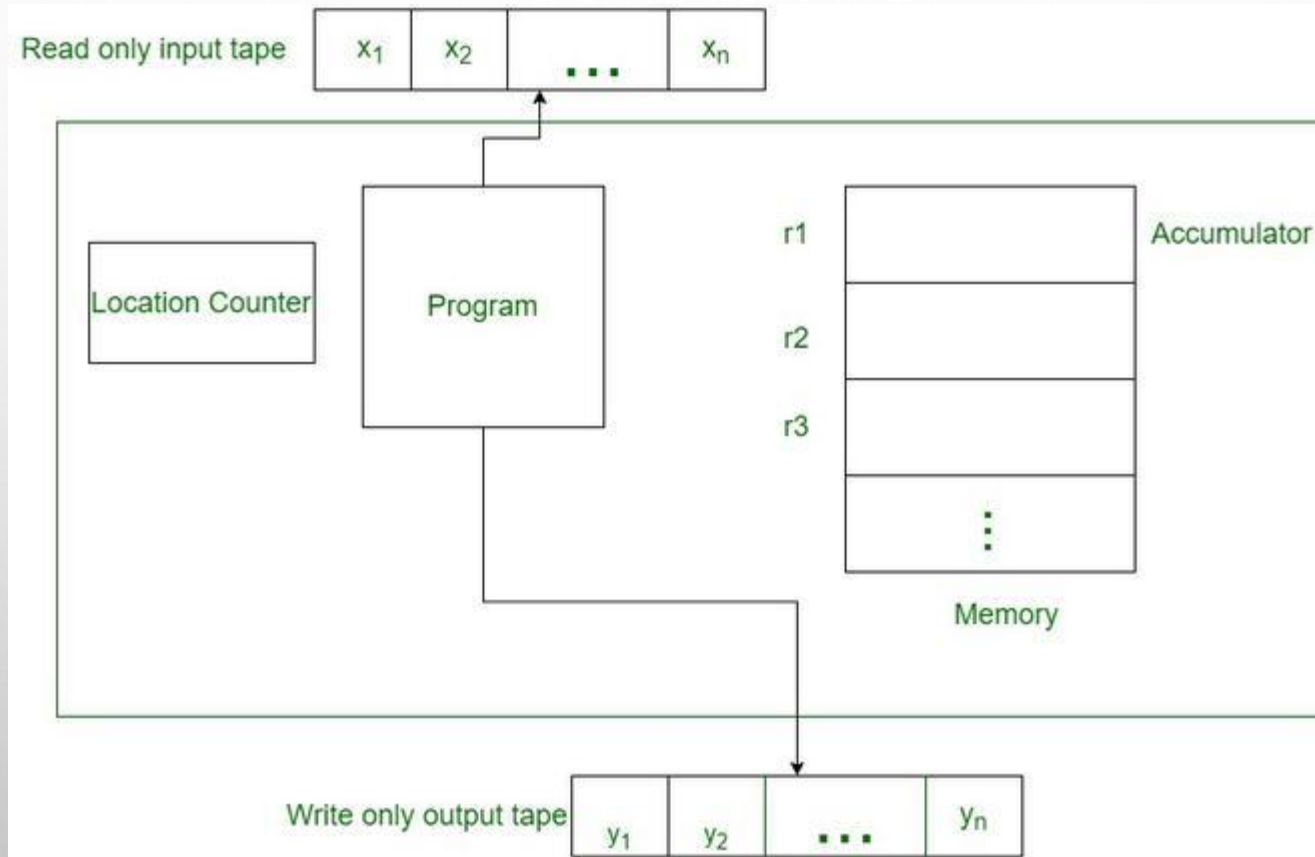 Read only input tape x1 x2 ... xn
Location Counter
Program
r1 Accumulator
r2
r3
⋮
Memory
Write only output tape y1 y2 ... yn